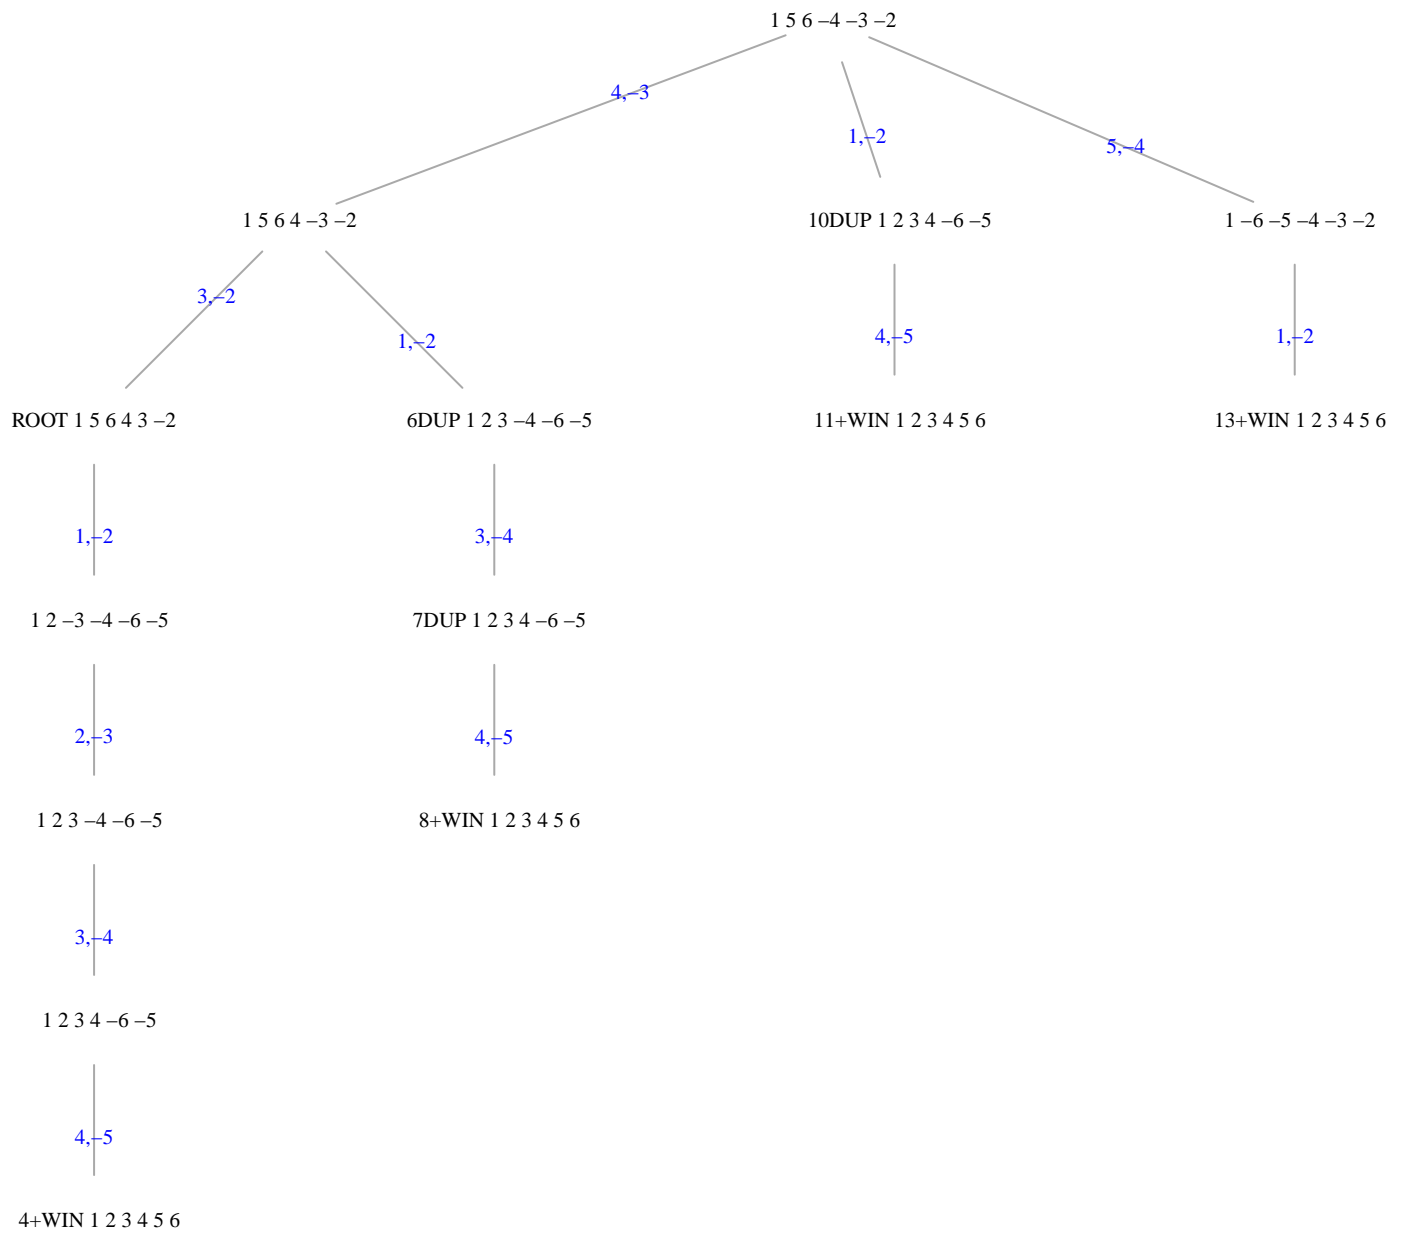 1 5 6 –4 –3 –2
4,–3
1,–2
5,–4
1 5 6 4 –3 –2
10DUP 1 2 3 4 –6 –5
1 –6 –5 –4 –3 –2
3,–2
1,–2
4,–5
1,–2
ROOT 1 5 6 4 3 –2
6DUP 1 2 3 –4 –6 –5
11+WIN 1 2 3 4 5 6
13+WIN 1 2 3 4 5 6
1,–2
3,–4
1 2 –3 –4 –6 –5
7DUP 1 2 3 4 –6 –5
2,–3
4,–5
1 2 3 –4 –6 –5
8+WIN 1 2 3 4 5 6
3,–4
1 2 3 4 –6 –5
4,–5
4+WIN 1 2 3 4 5 6